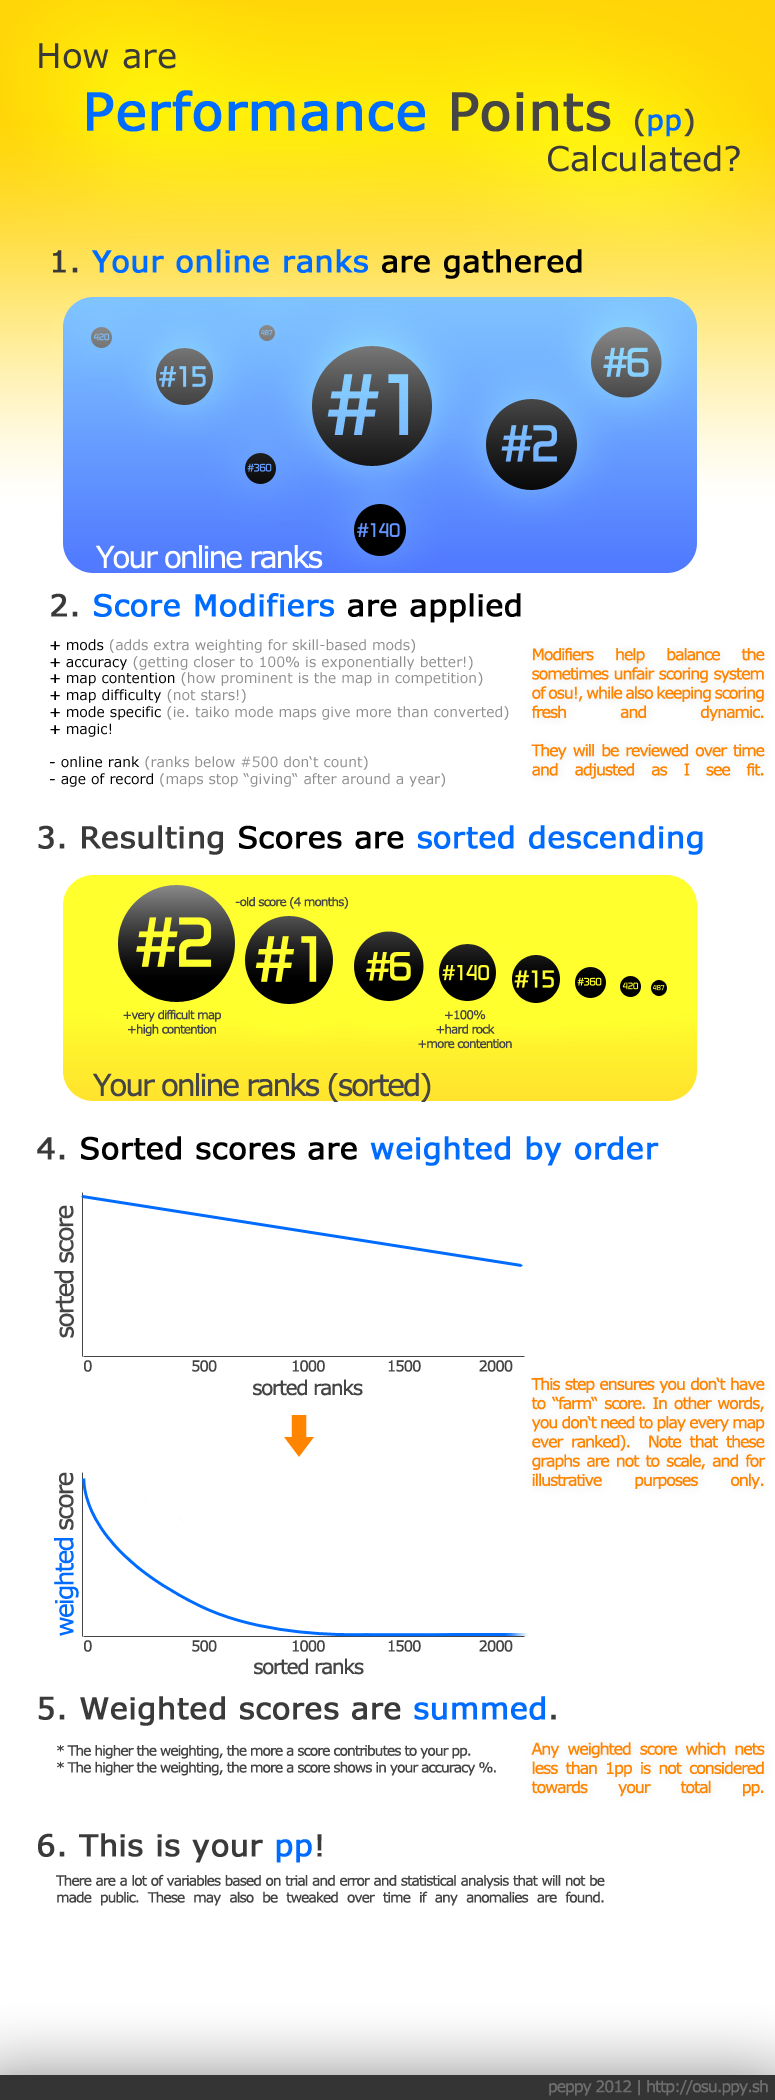 How are
Performance Points (pp)
Calculated?
1. Your online ranks are gathered
420
487
#15
#1
#6
#2
#360
#140
Your online ranks
2. Score Modifiers are applied
+ mods (adds extra weighting for skill-based mods)
+ accuracy (getting closer to 100% is exponentially better!)
+ map contention (how prominent is the map in competition)
+ map difficulty (not stars!)
+ mode specific (ie. taiko mode maps give more than converted)
+ magic!
- online rank (ranks below #500 don't count)
- age of record (maps stop "giving" after around a year)
Modifiers help balance the
sometimes unfair scoring system
of osu!, while also keeping scoring
fresh and dynamic.
They will be reviewed over time
and adjusted as I see fit.
3. Resulting Scores are sorted descending
-old score (4 months)
#2
#1
#6
#140
#15
#360
420
487
+very difficult map
+high contention
+100%
+hard rock
+more contention
Your online ranks (sorted)
4. Sorted scores are weighted by order
sorted score
0 500 1000 1500 2000
sorted ranks
This step ensures you don't have
to "farm" score. In other words,
you don't need to play every map
ever ranked). Note that these
graphs are not to scale, and for
illustrative purposes only.
weighted score
0 500 1000 1500 2000
sorted ranks
5. Weighted scores are summed.
* The higher the weighting, the more a score contributes to your pp.
* The higher the weighting, the more a score shows in your accuracy %.
Any weighted score which nets
less than 1pp is not considered
towards your total pp.
6. This is your pp!
There are a lot of variables based on trial and error and statistical analysis that will not be
made public. These may also be tweaked over time if any anomalies are found.
peppy 2012 | http://osu.ppy.sh